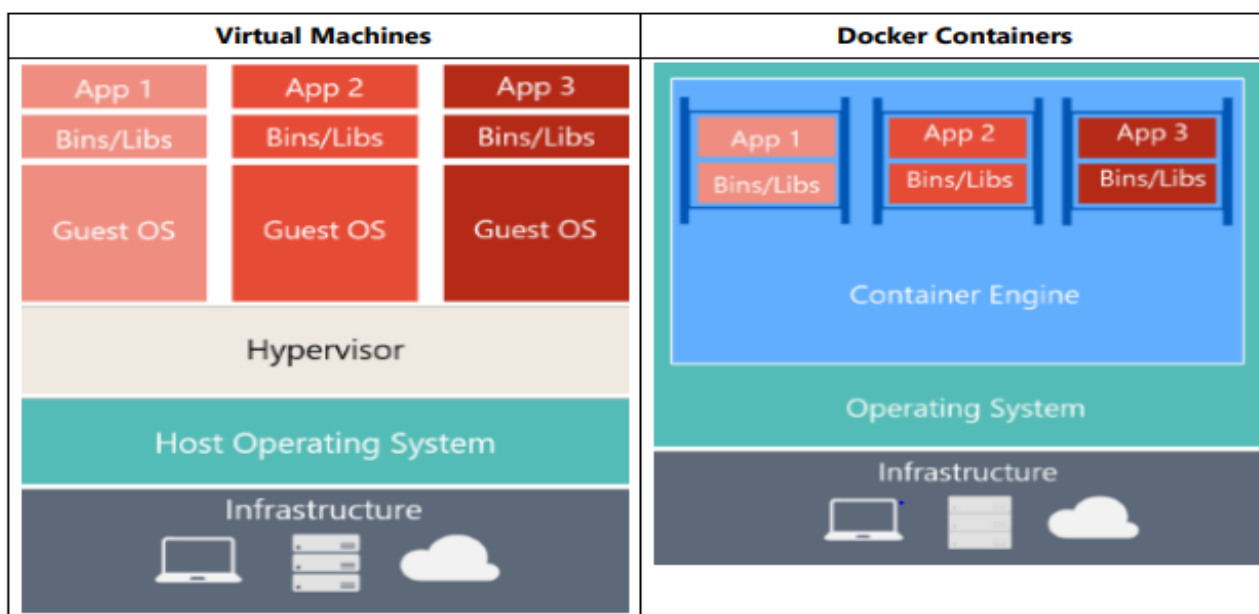 Virtual Machines
App 1 App 2 App 3
Bins/Libs Bins/Libs Bins/Libs
Guest OS Guest OS Guest OS
Hypervisor
Host Operating System
Infrastructure
Docker Containers
App 1 App 2 App 3
Bins/Libs Bins/Libs Bins/Libs
Container Engine
Operating System
Infrastructure